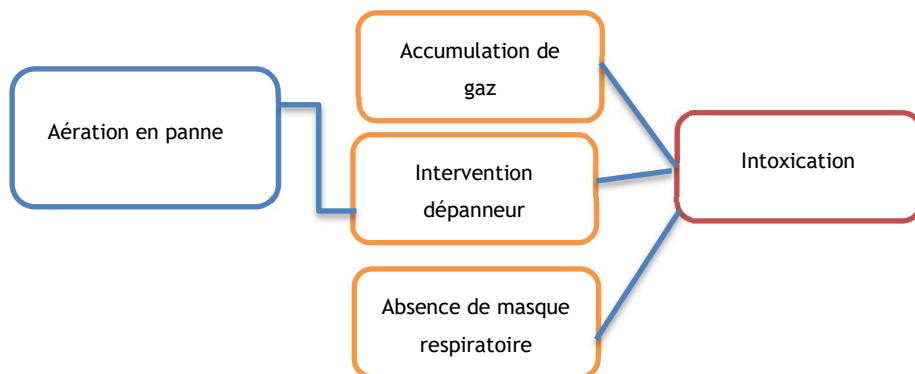 Aération en panne
Accumulation de
gaz
Intervention
dépanneur
Absence de masque
respiratoire
Intoxication